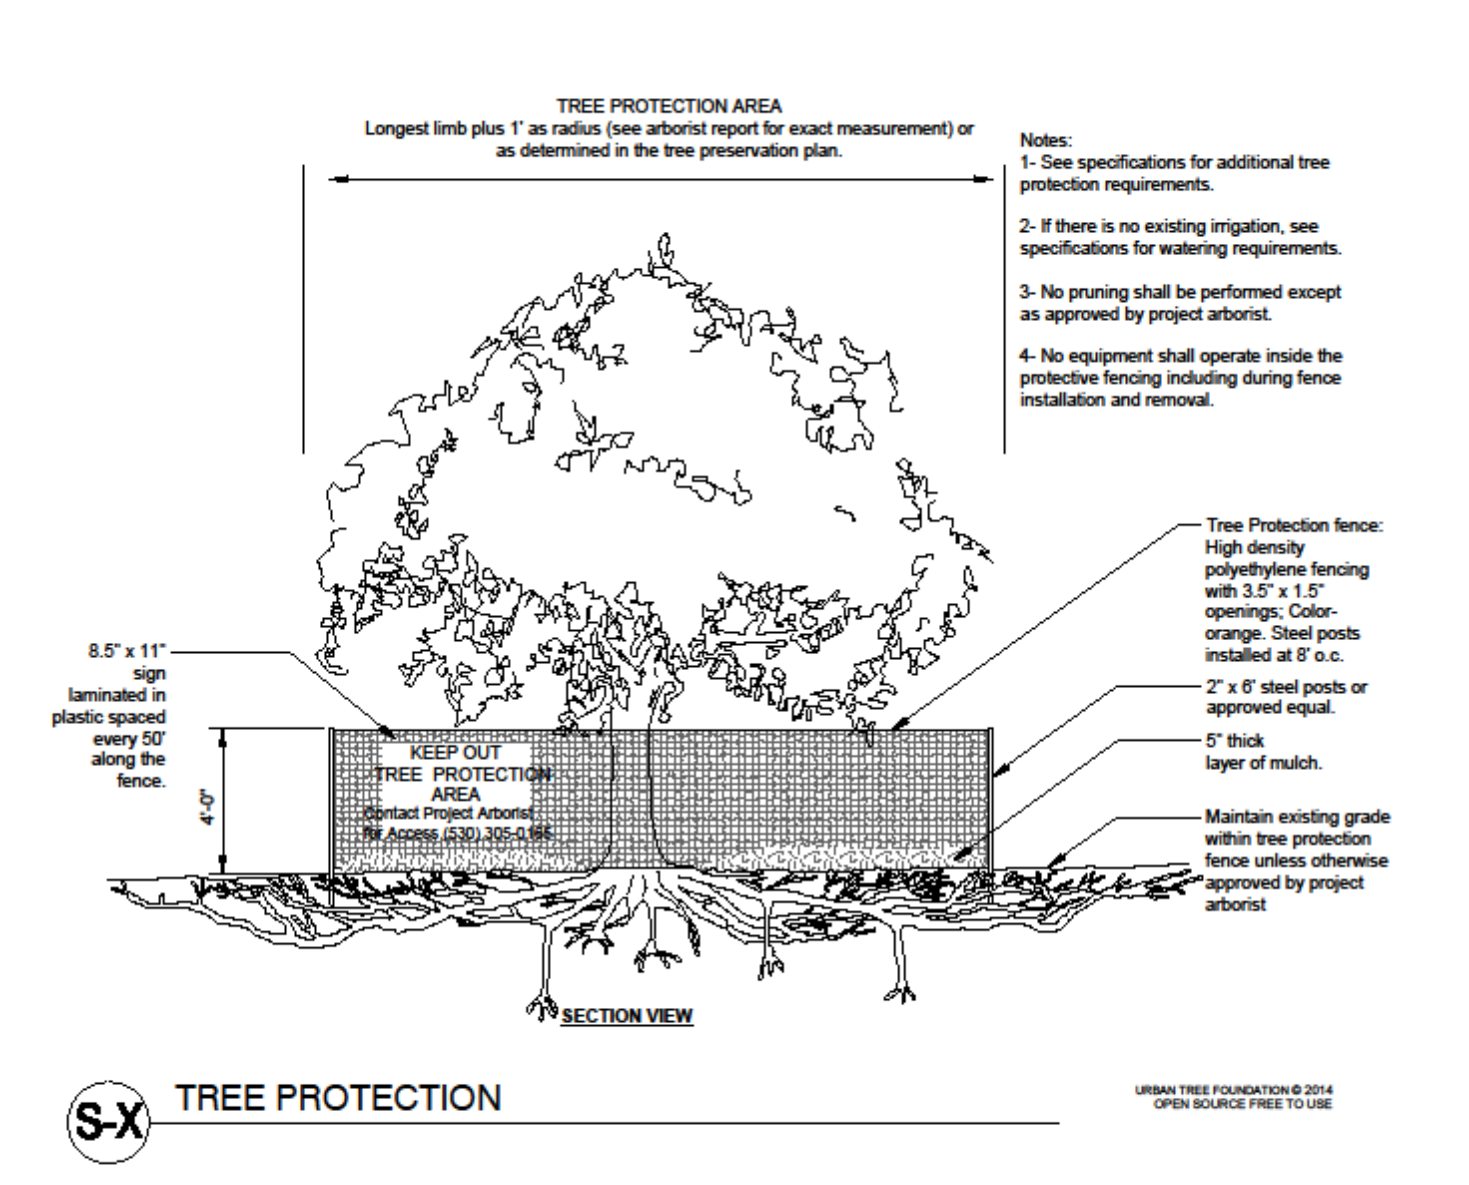 TREE PROTECTION AREA
Longest limb plus 1' as radius (see arborist report for exact measurement) or
as determined in the tree preservation plan.
Notes:
1- See specifications for additional tree
protection requirements.
2- If there is no existing irrigation, see
specifications for watering requirements.
3- No pruning shall be performed except
as approved by project arborist.
4- No equipment shall operate inside the
protective fencing including during fence
installation and removal.
Tree Protection fence:
High density
polyethylene fencing
with 3.5" x 1.5"
openings; Color-
orange. Steel posts
installed at 8' o.c.
2" x 6' steel posts or
approved equal.
5" thick
layer of mulch.
Maintain existing grade
within tree protection
fence unless otherwise
approved by project
arborist
8.5" x 11"
sign
laminated in
plastic spaced
every 50'
along the
fence.
4'-0"
KEEP OUT
TREE PROTECTION
AREA
Contact Project Arborist
for Access (530) 
SECTION VIEW
S-X
TREE PROTECTION
URBAN TREE FOUNDATION © 2014
OPEN SOURCE FREE TO USE